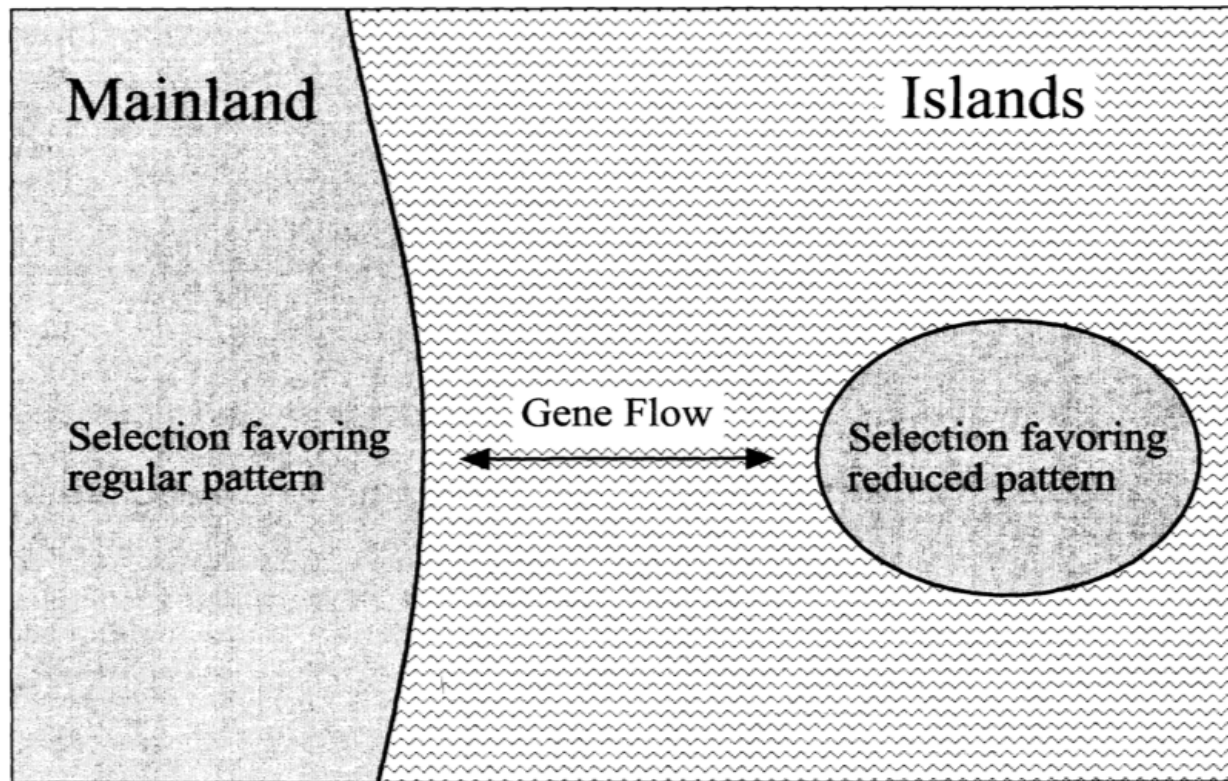 Mainland
Islands
Gene Flow
Selection favoring
regular pattern
Selection favoring
reduced pattern